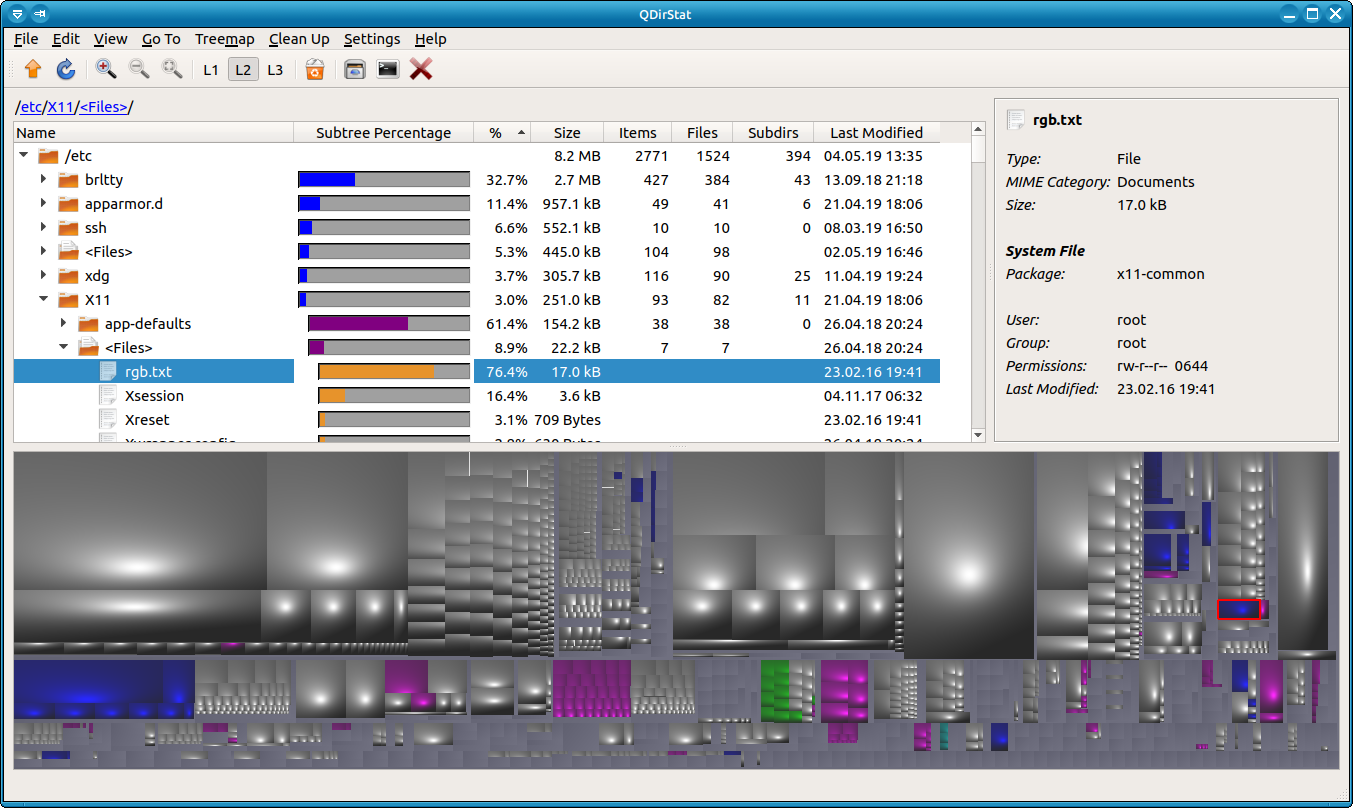 QDirStat
File Edit View Go To Treemap Clean Up Settings Help
L1 L2 L3
/etc/X11/<Files>/
Name Subtree Percentage % Size Items Files Subdirs Last Modified
/etc 8.2 MB 2771 1524 394 04.05.19 13:35
brltty 32.7% 2.7 MB 427 384 43 13.09.18 21:18
apparmor.d 11.4% 957.1 kB 49 41 6 21.04.19 18:06
ssh 6.6% 552.1 kB 10 10 0 08.03.19 16:50
<Files> 5.3% 445.0 kB 104 98 02.05.19 16:46
xdg 3.7% 305.7 kB 116 90 25 11.04.19 19:24
X11 3.0% 251.0 kB 93 82 11 21.04.19 18:06
app-defaults 61.4% 154.2 kB 38 38 0 26.04.18 20:24
<Files> 8.9% 22.2 kB 7 7 26.04.18 20:24
rgb.txt 76.4% 17.0 kB 23.02.16 19:41
Xsession 16.4% 3.6 kB 04.11.17 06:32
Xreset 3.1% 709 Bytes 23.02.16 19:41
rgb.txt
Type: File
MIME Category: Documents
Size: 17.0 kB
System File
Package: x11-common
User: root
Group: root
Permissions: rw-r--r-- 0644
Last Modified: 23.02.16 19:41